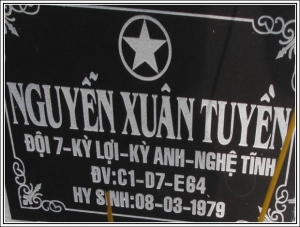 NGUYỄN XUÂN TUYỀN
ĐỘI 7-KỲ LỢI-KỲ ANH-NGHỆ TĨNH
ĐV:C1-D7-E64
HY SINH:08-03-1979